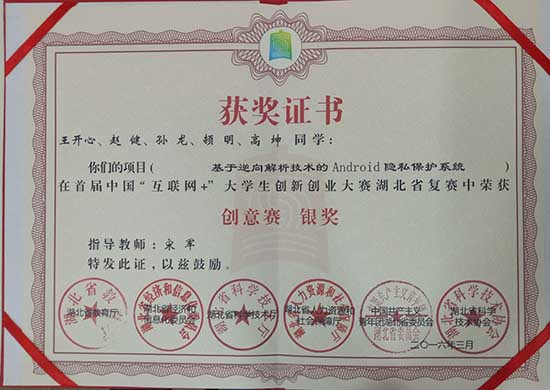 获奖证书
王开心、赵 健、孙 龙、頓 明、高 坤 同学：
你们的项目（ 基于逆向解析技术的Android隐私保护系统 ）
在首届中国“互联网+”大学生创新创业大赛湖北省复赛中荣获
创意赛 银奖
指导教师：宋 军
特发此证，以兹鼓励。
湖北省教育厅
湖北省经济和
信息化委员会
湖北省科学技术厅
湖北省人力资源和
社会保障厅
中国共产主义
青年团湖北省委员会
湖北省科学
技术协会
二〇一六年三月